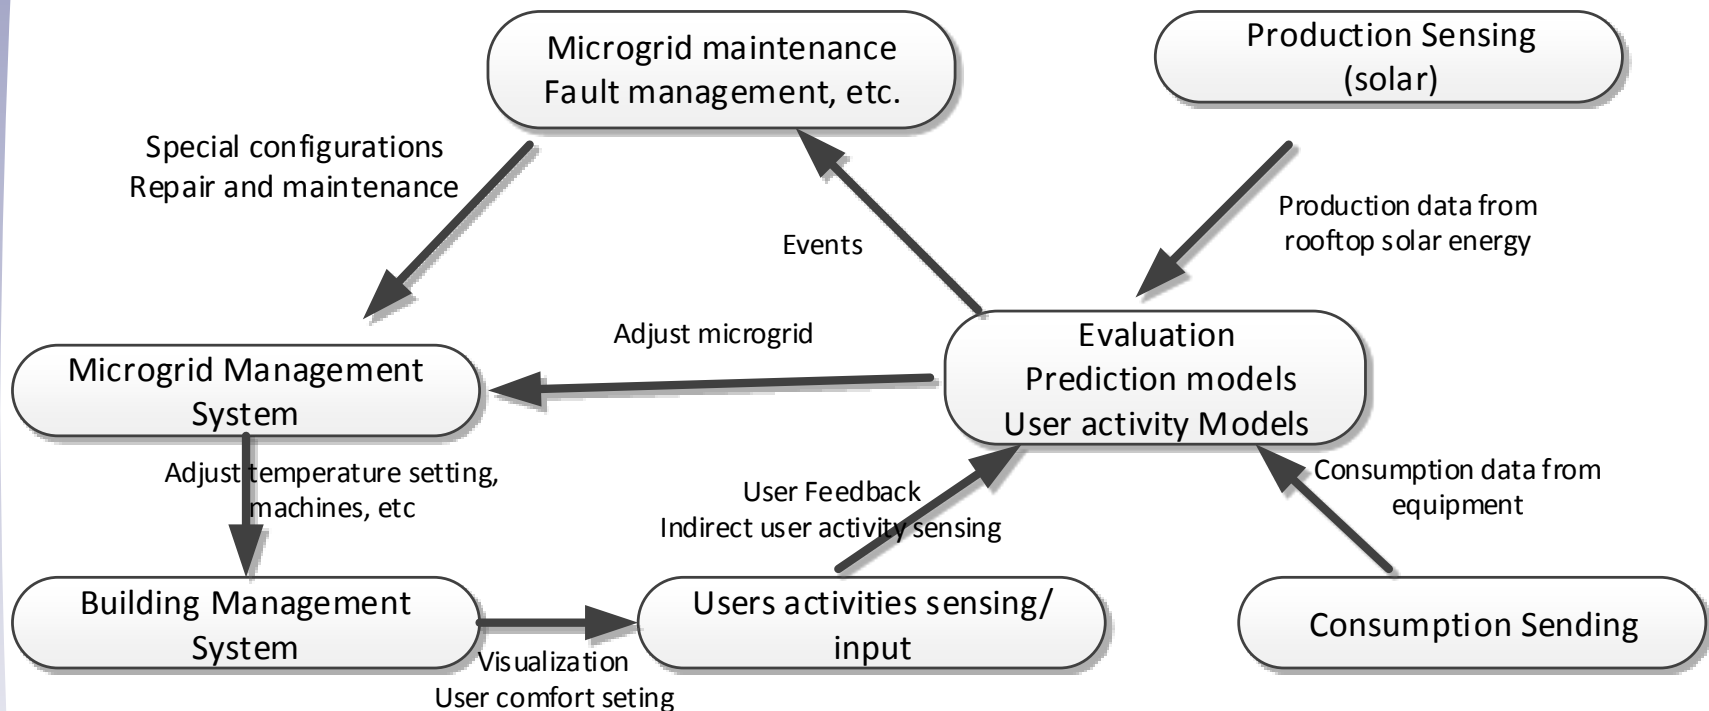 Microgrid maintenance
Fault management, etc.
Production Sensing
(solar)
Special configurations
Repair and maintenance
Production data from
rooftop solar energy
Events
Adjust microgrid
Evaluation
Prediction models
User activity Models
Microgrid Management
System
Adjust temperature setting,
machines, etc
User Feedback
Indirect user activity sensing
Consumption data from
equipment
Building Management
System
Visualization
User comfort seting
Users activities sensing/
input
Consumption Sending